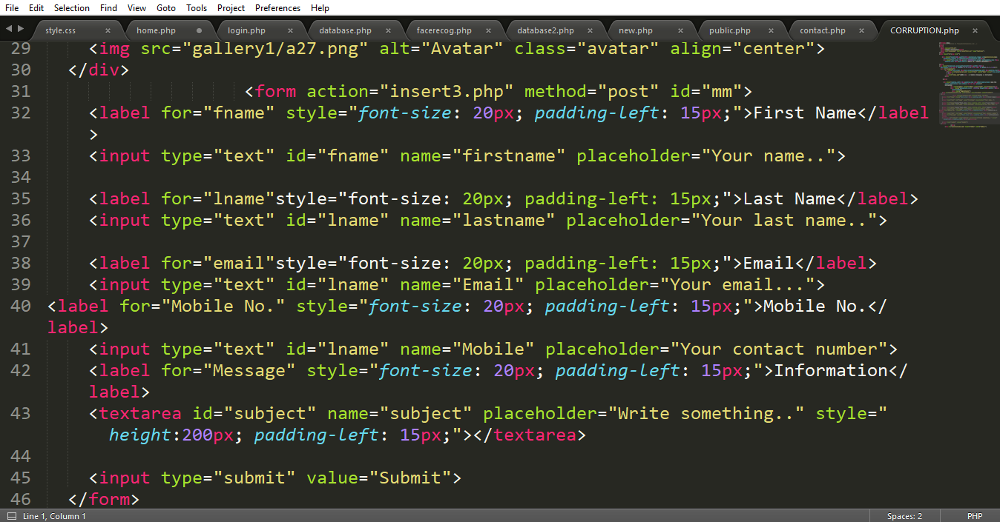 File Edit Selection Find View Goto Tools Project Preferences Help
style.css × home.php login.php × database.php × facerecog.php × database2.php × new.php × public.php × contact.php × CORRUPTION.php ×
29 <img src="gallery1/a27.png" alt="Avatar" class="avatar" align="center">
30 </div>
31 <form action="insert3.php" method="post" id="mm">
32 <label for="fname" style="font-size: 20px; padding-left: 15px;">First Name</label
>
33 <input type="text" id="fname" name="firstname" placeholder="Your name..">
34
35 <label for="lname"style="font-size: 20px; padding-left: 15px;">Last Name</label>
36 <input type="text" id="lname" name="lastname" placeholder="Your last name..">
37
38 <label for="email"style="font-size: 20px; padding-left: 15px;">Email</label>
39 <input type="text" id="lname" name="Email" placeholder="Your email...">
40 <label for="Mobile No." style="font-size: 20px; padding-left: 15px;">Mobile No.</
label>
41 <input type="text" id="lname" name="Mobile" placeholder="Your contact number">
42 <label for="Message" style="font-size: 20px; padding-left: 15px;">Information</
label>
43 <textarea id="subject" name="subject" placeholder="Write something.." style="
height:200px; padding-left: 15px;"></textarea>
44
45 <input type="submit" value="Submit">
46 </form>
Line 1, Column 1 Spaces: 2 PHP